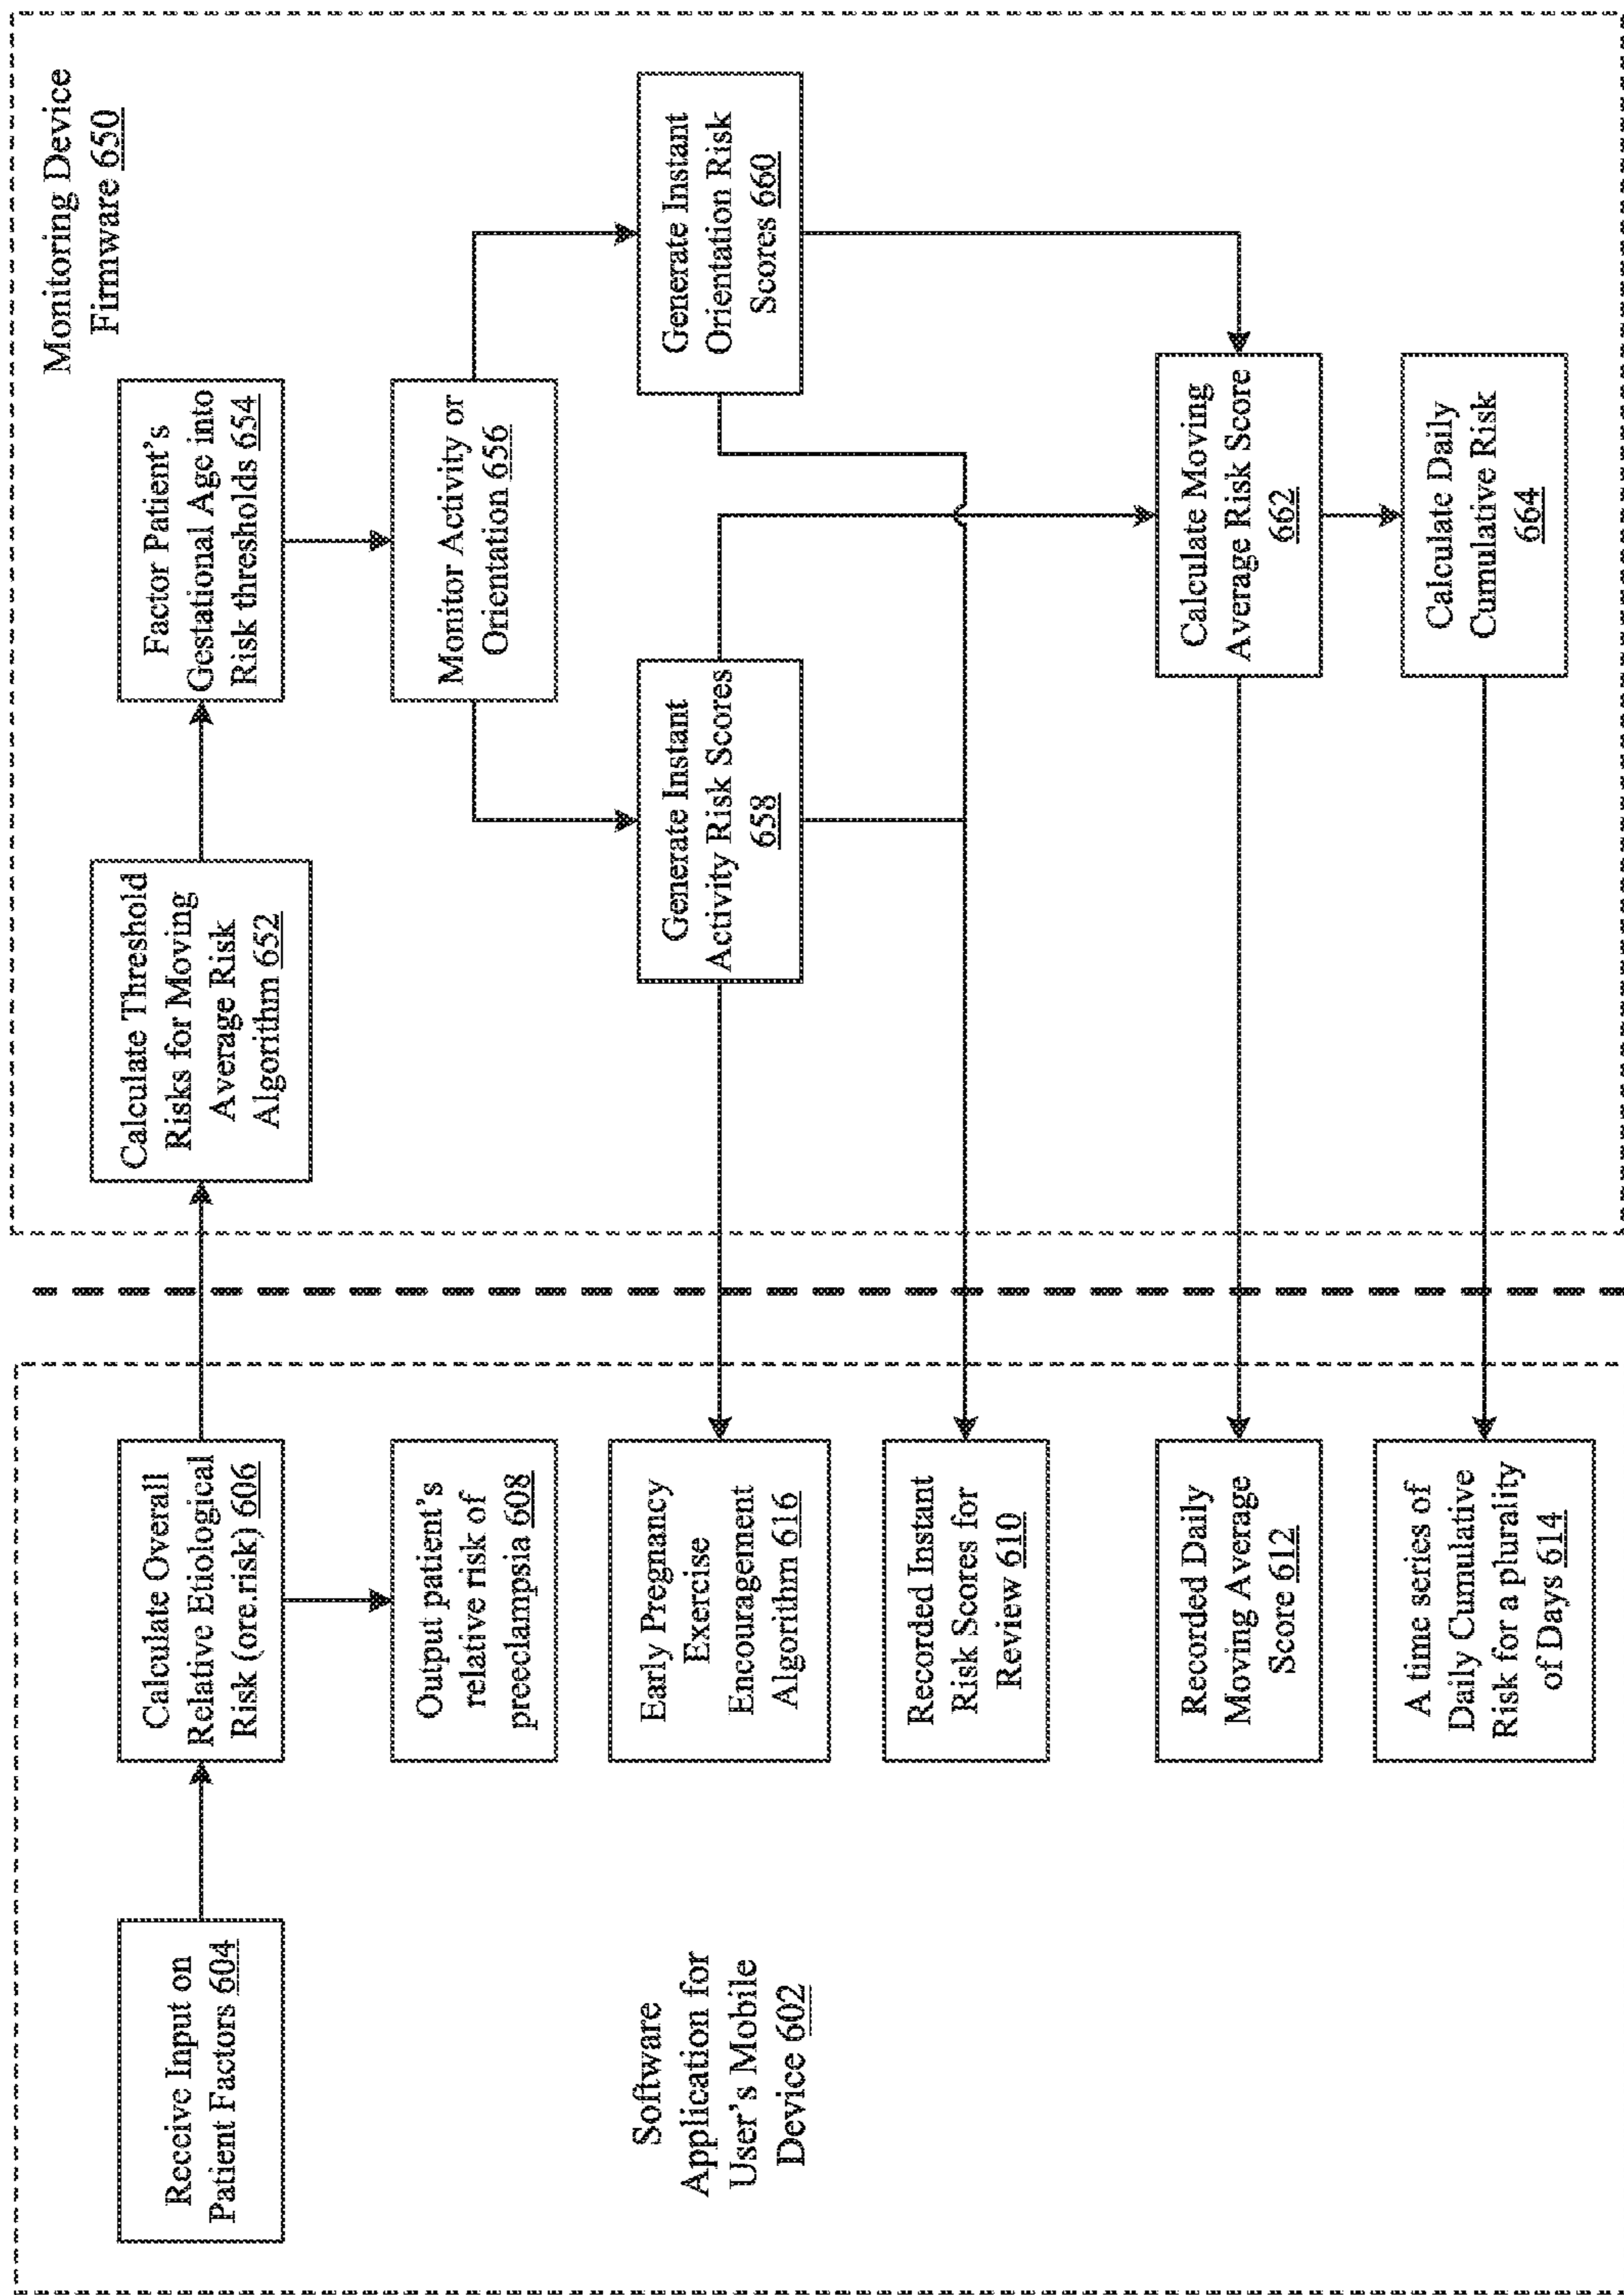 Receive Input on
Patient Factors 604
Calculate Overall
Relative Etiological
Risk (ore.risk) 606
Output patient's
relative risk of
preeclampsia 608
Early Pregnancy
Exercise
Encouragement
Algorithm 616
Recorded Instant
Risk Scores for
Review 610
Recorded Daily
Moving Average
Score 612
A time series of
Daily Cumulative
Risk for a plurality
of Days 614
Software
Application for
User's Mobile
Device 602
Monitoring Device
Firmware 650
Calculate Threshold
Risks for Moving
Average Risk
Algorithm 652
Factor Patient's
Gestational Age into
Risk thresholds 654
Monitor Activity or
Orientation 656
Generate Instant
Activity Risk Scores
658
Generate Instant
Orientation Risk
Scores 660
Calculate Moving
Average Risk Score
662
Calculate Daily
Cumulative Risk
664